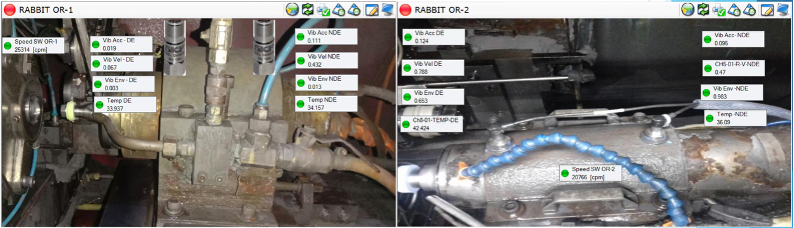 RABBIT OR-1
Speed SW OR-1
25314 [cpm]
Vib Acc - DE
0.019
Vib Vel - DE
0.067
Vib Env - DE
0.003
Temp DE
33.937
Vib Acc NDE
0.111
Vib Vel NDE
0.432
Vib Env NDE
0.013
Temp NDE
34.157
RABBIT OR-2
Vib Acc DE
0.124
Vib Vel DE
0.788
Vib Env DE
0.653
Ch8-01-TEMP-DE
42.424
Vib Acc- NDE
0.096
CH5-01-R-V-NDE
0.47
Vib Env -NDE
0.983
Temp -NDE
36.09
Speed SW OR-2
20766 [cpm]